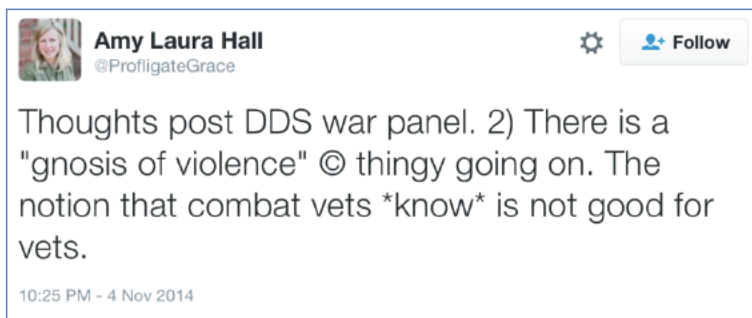 Amy Laura Hall
@ProfligateGrace
Follow
Thoughts post DDS war panel. 2) There is a
"gnosis of violence" © thingy going on. The
notion that combat vets *know* is not good for
vets.
10:25 PM - 4 Nov 2014